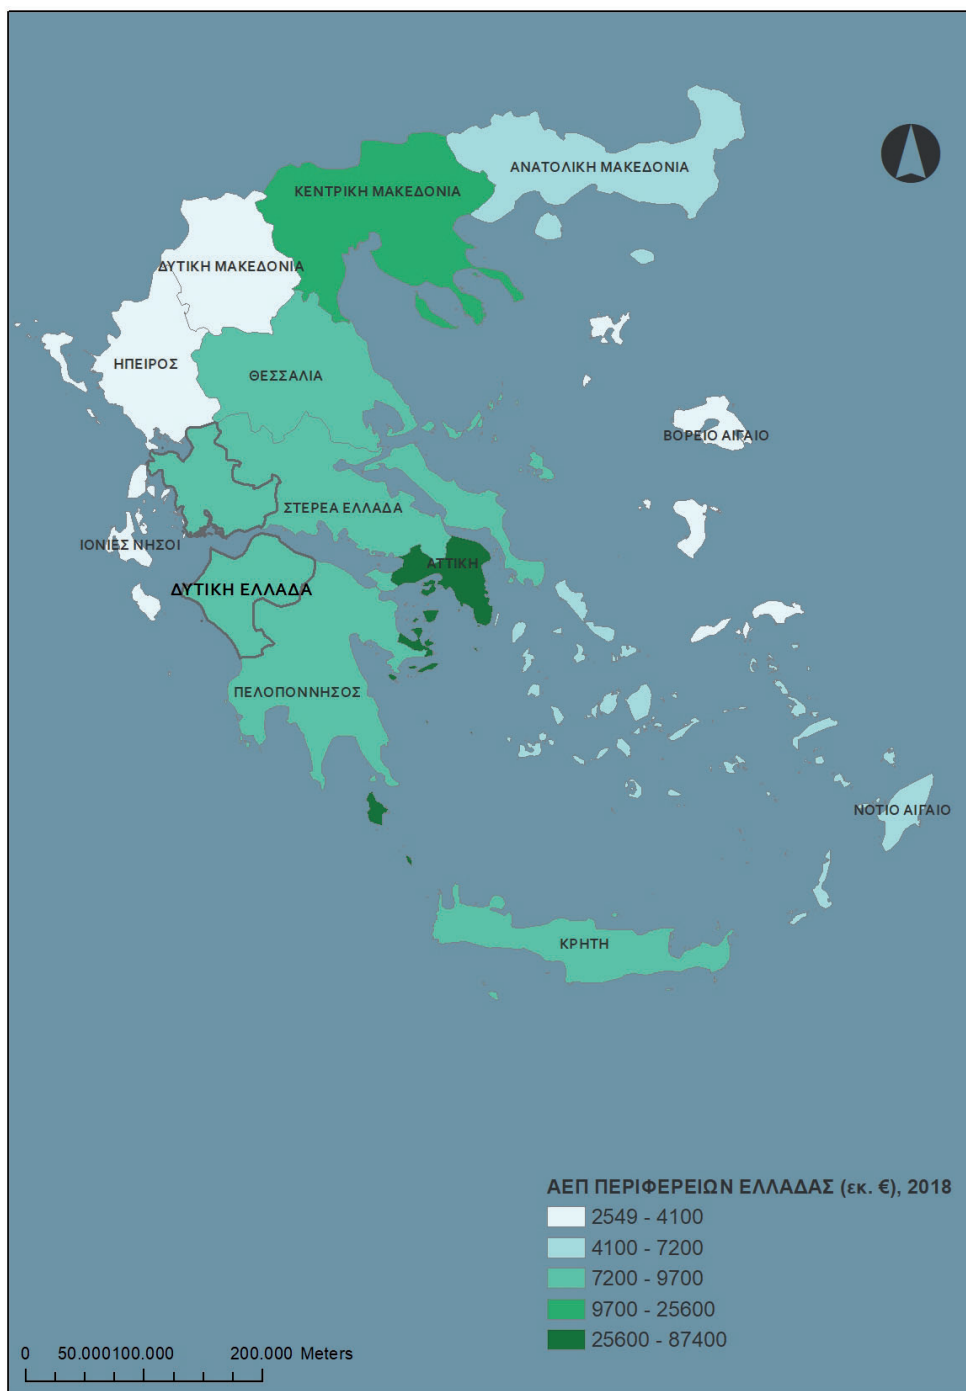 ΑΝΑΤΟΛΙΚΗ ΜΑΚΕΔΟΝΙΑ
ΚΕΝΤΡΙΚΗ ΜΑΚΕΔΟΝΙΑ
ΔΥΤΙΚΗ ΜΑΚΕΔΟΝΙΑ
ΗΠΕΙΡΟΣ
ΘΕΣΣΑΛΙΑ
ΒΟΡΕΙΟ ΑΙΓΑΙΟ
ΣΤΕΡΕΑ ΕΛΛΑΔΑ
ΙΟΝΙΕΣ ΝΗΣΟΙ
ΑΤΤΙΚΗ
ΔΥΤΙΚΗ ΕΛΛΑΔΑ
ΠΕΛΟΠΟΝΝΗΣΟΣ
ΝΟΤΙΟ ΑΙΓΑΙΟ
ΚΡΗΤΗ
ΑΕΠ ΠΕΡΙΦΕΡΕΙΩΝ ΕΛΛΑΔΑΣ (εκ. €), 2018
2549 - 4100
4100 - 7200
7200 - 9700
9700 - 25600
25600 - 87400
0 50.000100.000 200.000 Meters